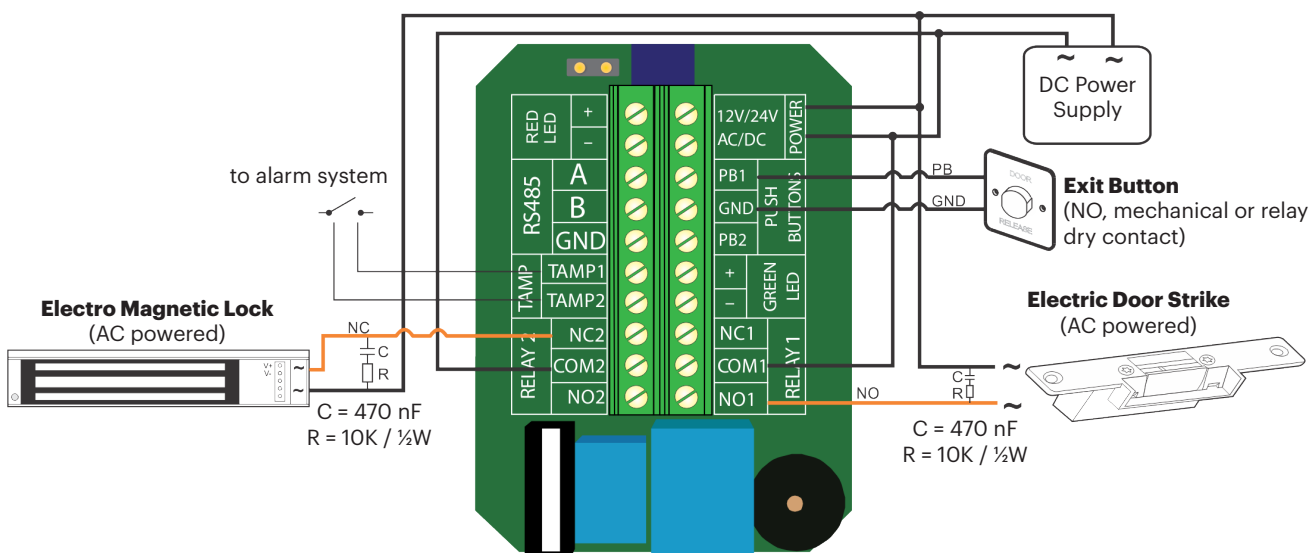 ~ ~
DC Power
Supply
RED
LED
+
−
12V/24V
AC/DC
POWER
to alarm system
RS485
A
B
GND
PB1
GND
PB2
PUSH
BUTTONS
PB
GND
DOOR
RELEASE
Exit Button
(NO, mechanical or relay
dry contact)
TAMP
TAMP1
TAMP2
+
−
GREEN
LED
Electro Magnetic Lock
(AC powered)
NC
C
R
V+
V-
~
~
C = 470 nF
R = 10K / ½W
RELAY 2
NC2
COM2
NO2
NC1
COM1
NO1
RELAY 1
NO
Electric Door Strike
(AC powered)
~
C
R
~
C = 470 nF
R = 10K / ½W